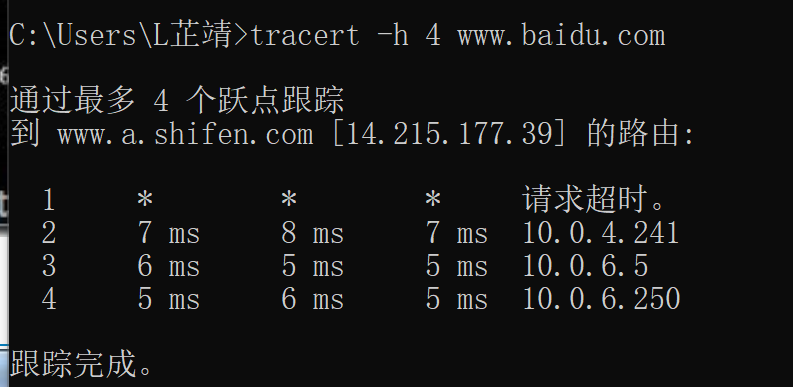 C:\Users\L芷靖>tracert -h 4 www.baidu.com
通过最多 4 个跃点跟踪
到 www.a.shifen.com [14.215.177.39] 的路由:
1 * * * 请求超时。
2 7 ms 8 ms 7 ms 10.0.4.241
3 6 ms 5 ms 5 ms 10.0.6.5
4 5 ms 6 ms 5 ms 10.0.6.250
跟踪完成。